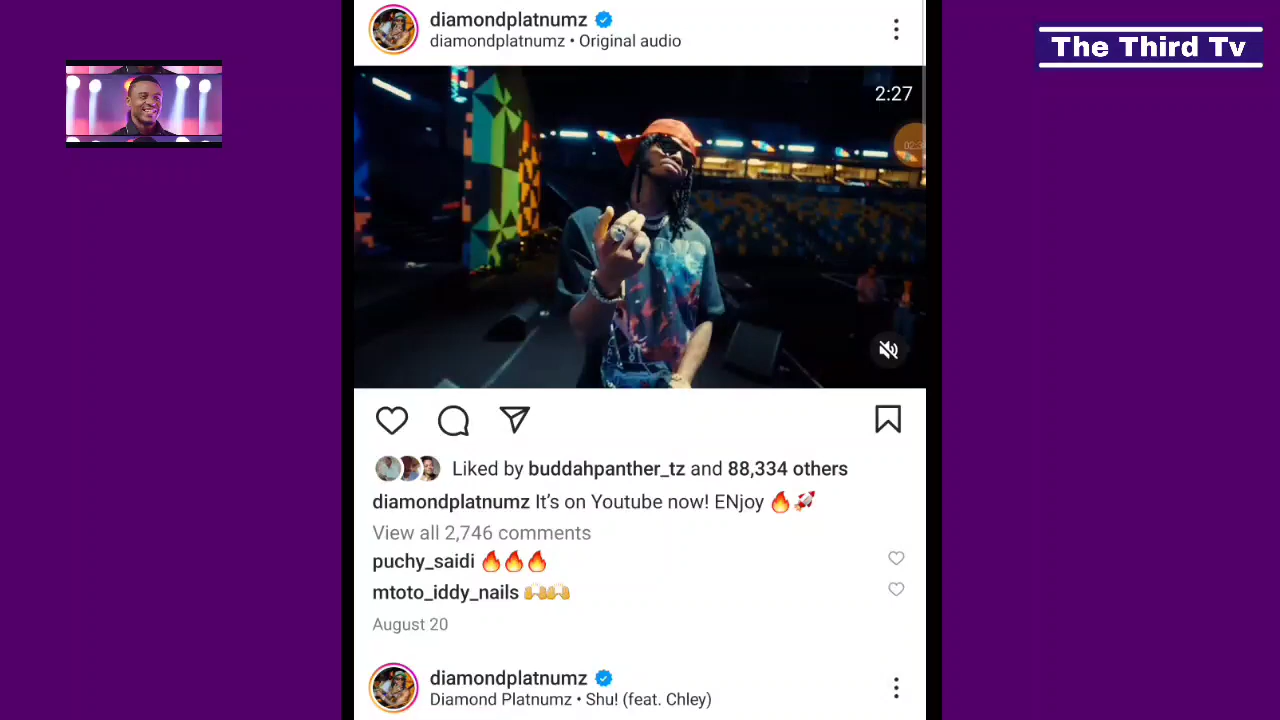 diamondplatnumz
diamondplatnumz • Original audio
The Third Tv
2:27
Liked by buddahpanther_tz and 88,334 others
diamondplatnumz It’s on Youtube now! ENjoy 🔥🚀
View all 2,746 comments
puchy_saidi 🔥🔥🔥
mtoto_iddy_nails 🙌🙌
August 20
diamondplatnumz
Diamond Platnumz • Shu! (feat. Chley)